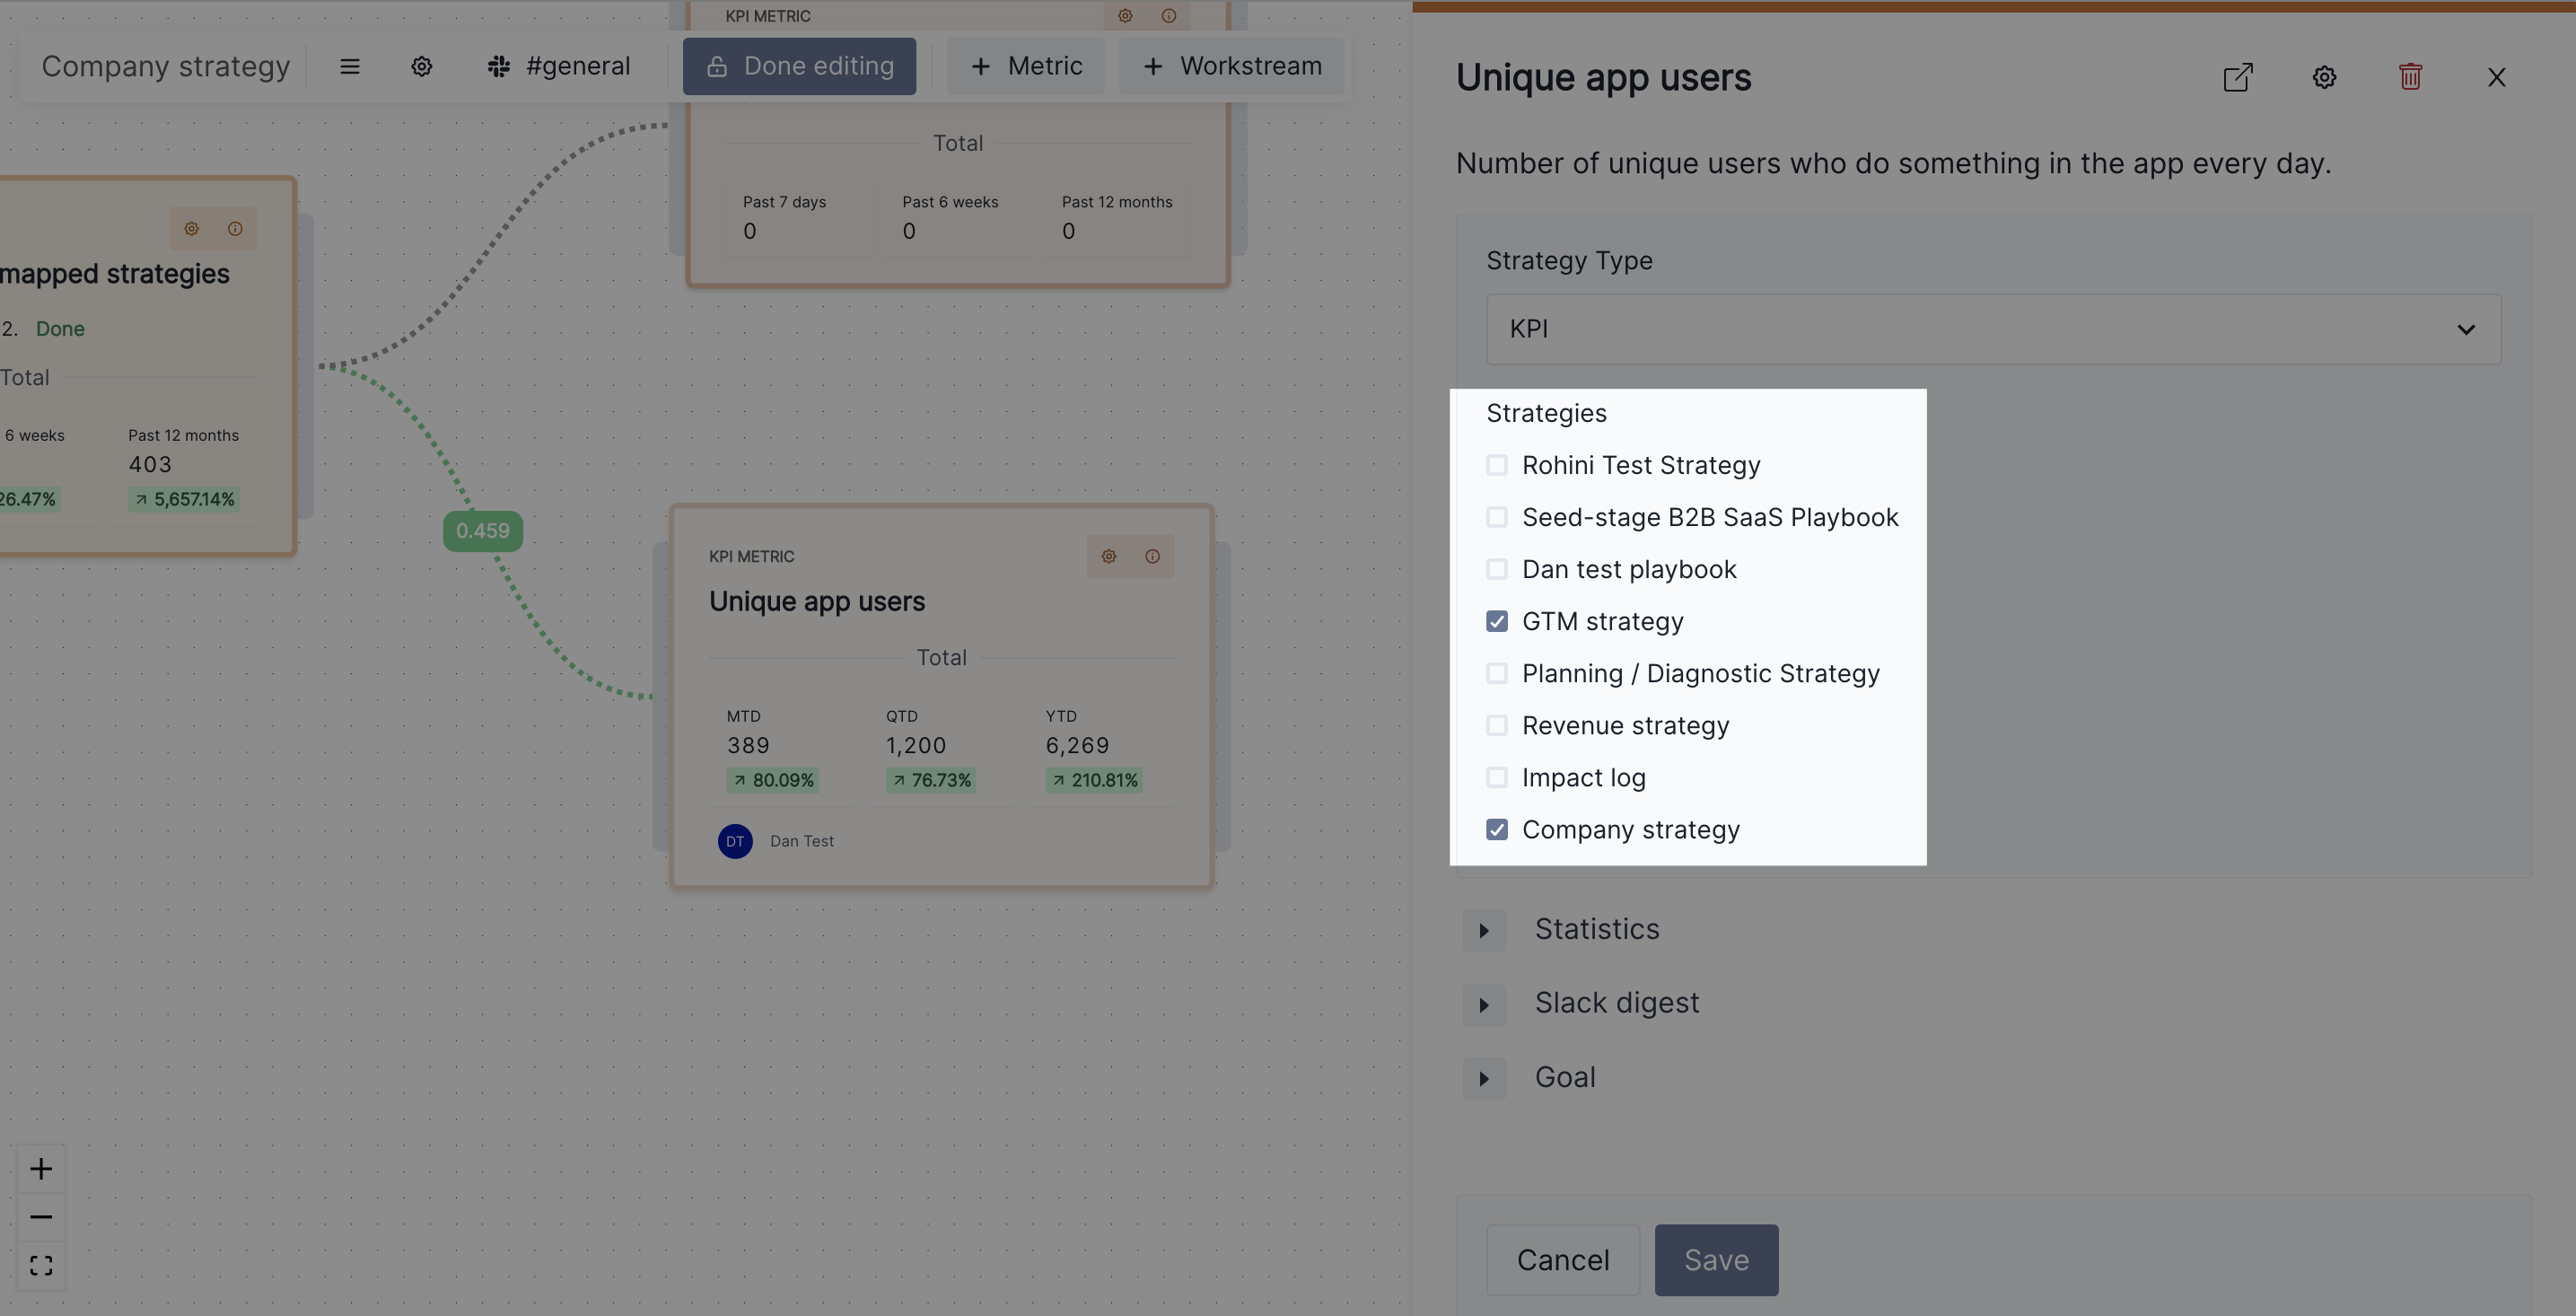 KPI METRIC
Company strategy
#general
Done editing
+ Metric
+ Workstream
Total
Past 7 days
Past 6 weeks
Past 12 months
0
0
0
mapped strategies
2. Done
Total
6 weeks
Past 12 months
403
26.47%
5,657.14%
0.459
KPI METRIC
Unique app users
Total
MTD
QTD
YTD
389
1,200
6,269
80.09%
76.73%
210.81%
DT
Dan Test
Unique app users
Number of unique users who do something in the app every day.
Strategy Type
KPI
Strategies
Rohini Test Strategy
Seed-stage B2B SaaS Playbook
Dan test playbook
GTM strategy
Planning / Diagnostic Strategy
Revenue strategy
Impact log
Company strategy
Statistics
Slack digest
Goal
Cancel
Save